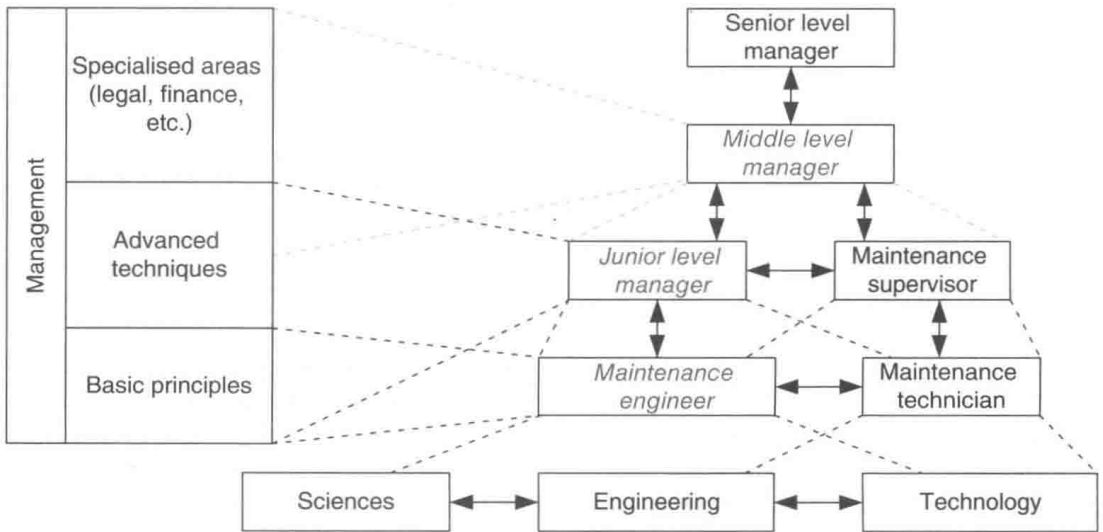 Management
Specialised areas
(legal, finance,
etc.)
Advanced
techniques
Basic principles
Senior level
manager
Middle level
manager
Junior level
manager
Maintenance
supervisor
Maintenance
engineer
Maintenance
technician
Sciences
Engineering
Technology